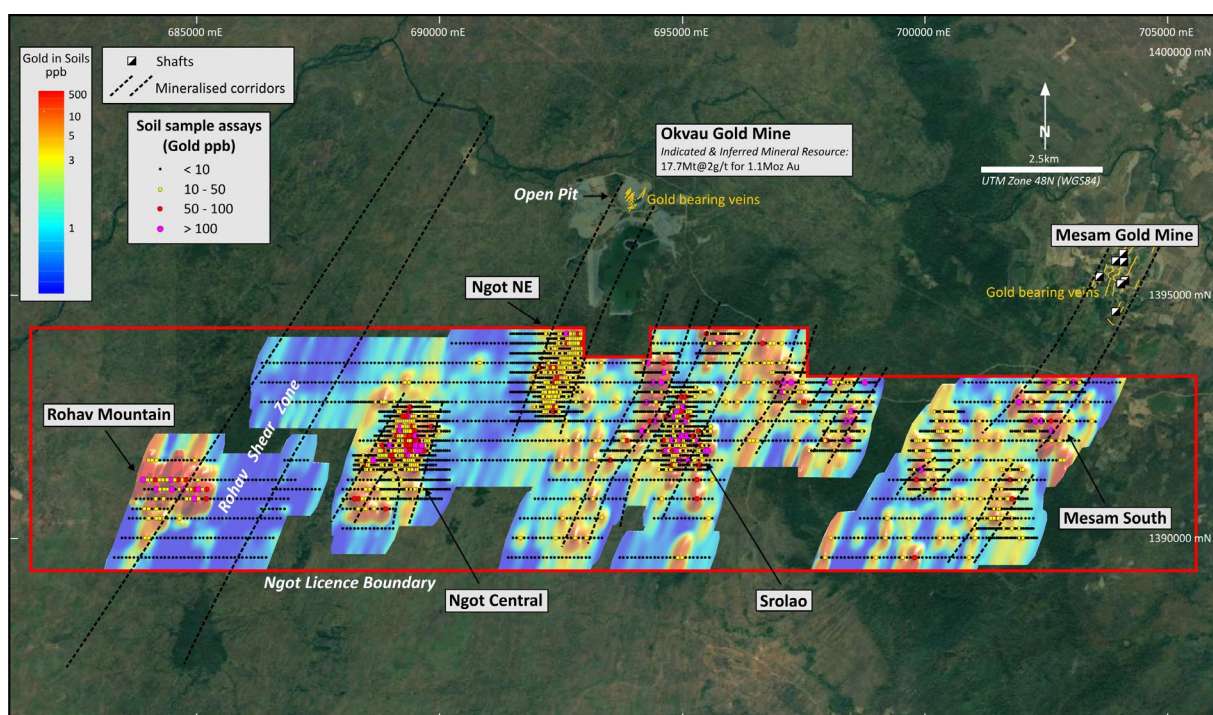 685000 mE
690000 mE
695000 mE
700000 mE
705000 mE
1400000 mN
Gold in Soils
ppb
500
10
5
3
1
Shafts
Mineralised corridors
Soil sample assays
(Gold ppb)
< 10
10 - 50
50 - 100
> 100
Okvau Gold Mine
Indicated & Inferred Mineral Resource:
17.7Mt@2g/t for 1.1Moz Au
N
2.5km
UTM Zone 48N (WGS84)
Open Pit
Gold bearing veins
Mesam Gold Mine
Ngot NE
Gold bearing veins
1395000 mN
Rohav Mountain
Rohav Shear Zone
Mesam South
1390000 mN
Ngot Licence Boundary
Ngot Central
Srolao